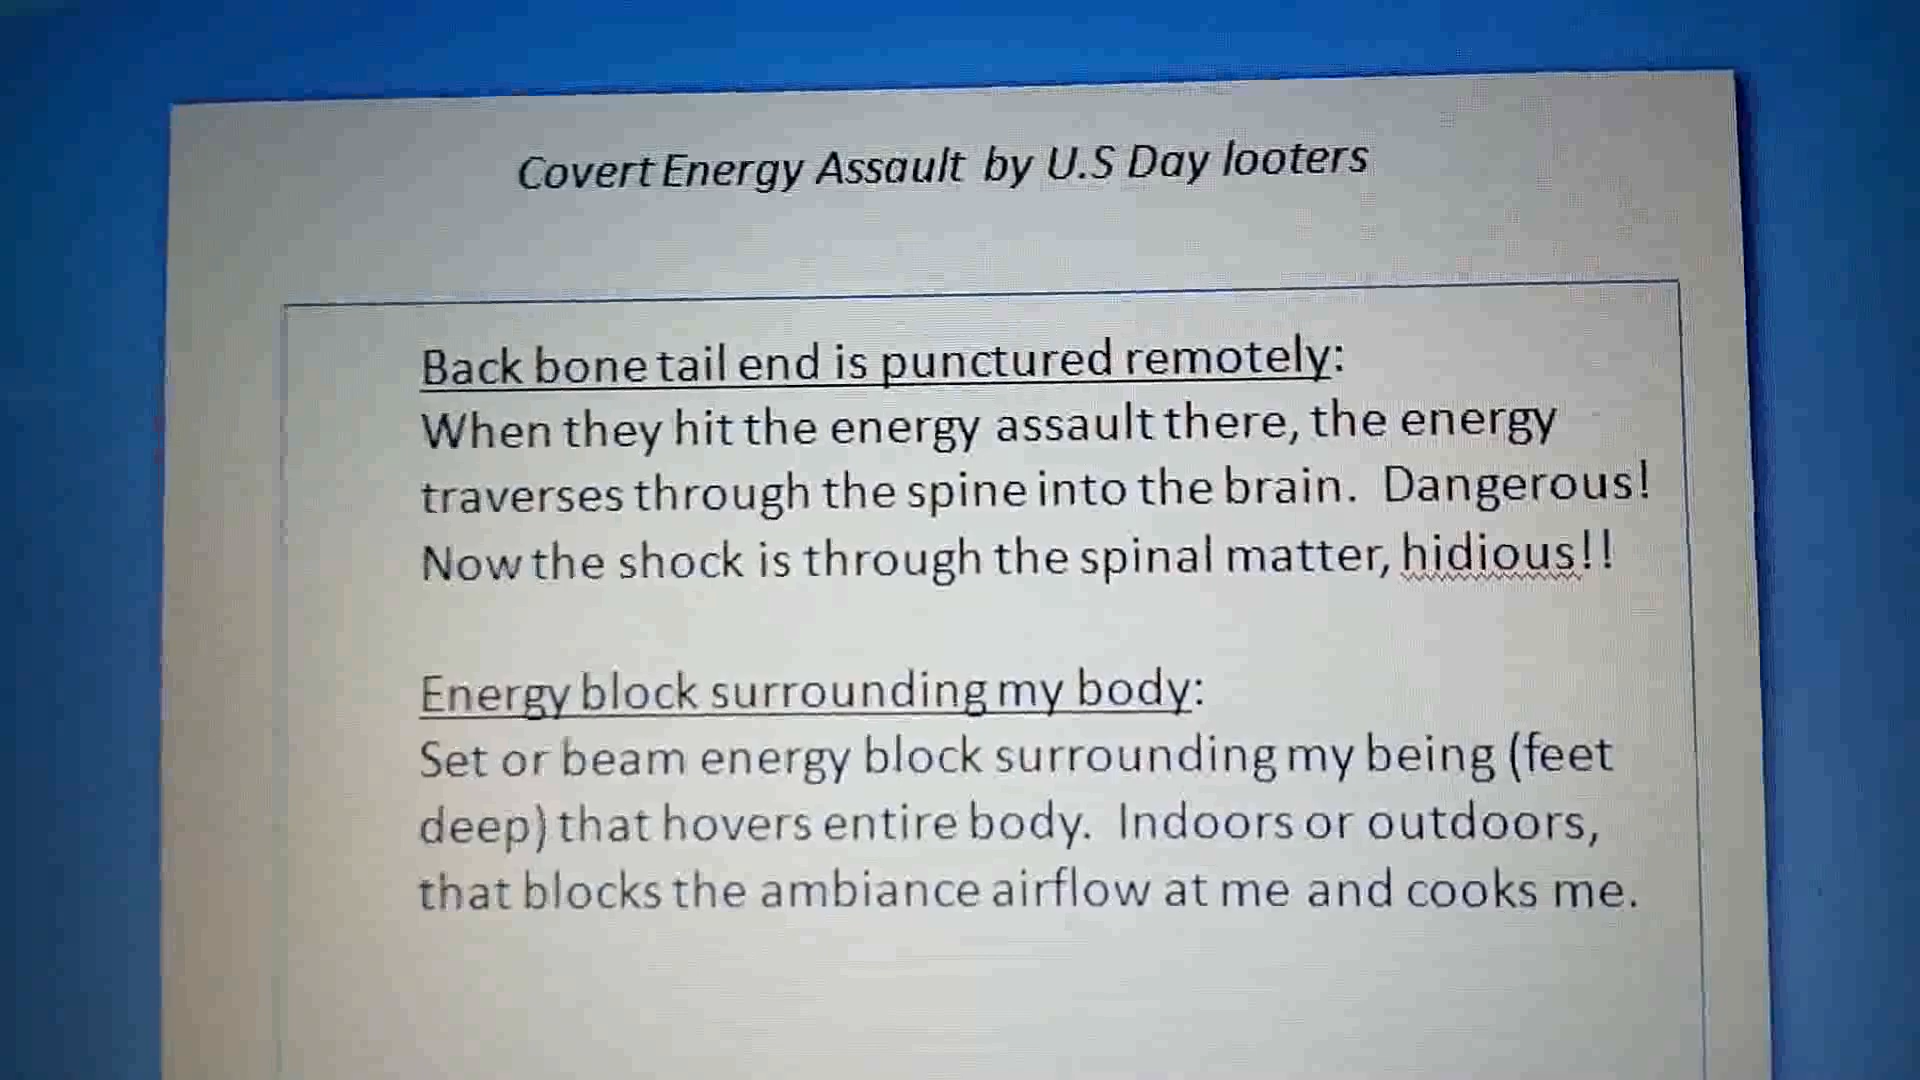 Covert Energy Assault by U.S Day looters
Back bone tail end is punctured remotely:
When they hit the energy assault there, the energy
traverses through the spine into the brain. Dangerous!
Now the shock is through the spinal matter, hidious!!
Energy block surrounding my body:
Set or beam energy block surrounding my being (feet
deep) that hovers entire body. Indoors or outdoors,
that blocks the ambiance airflow at me and cooks me.